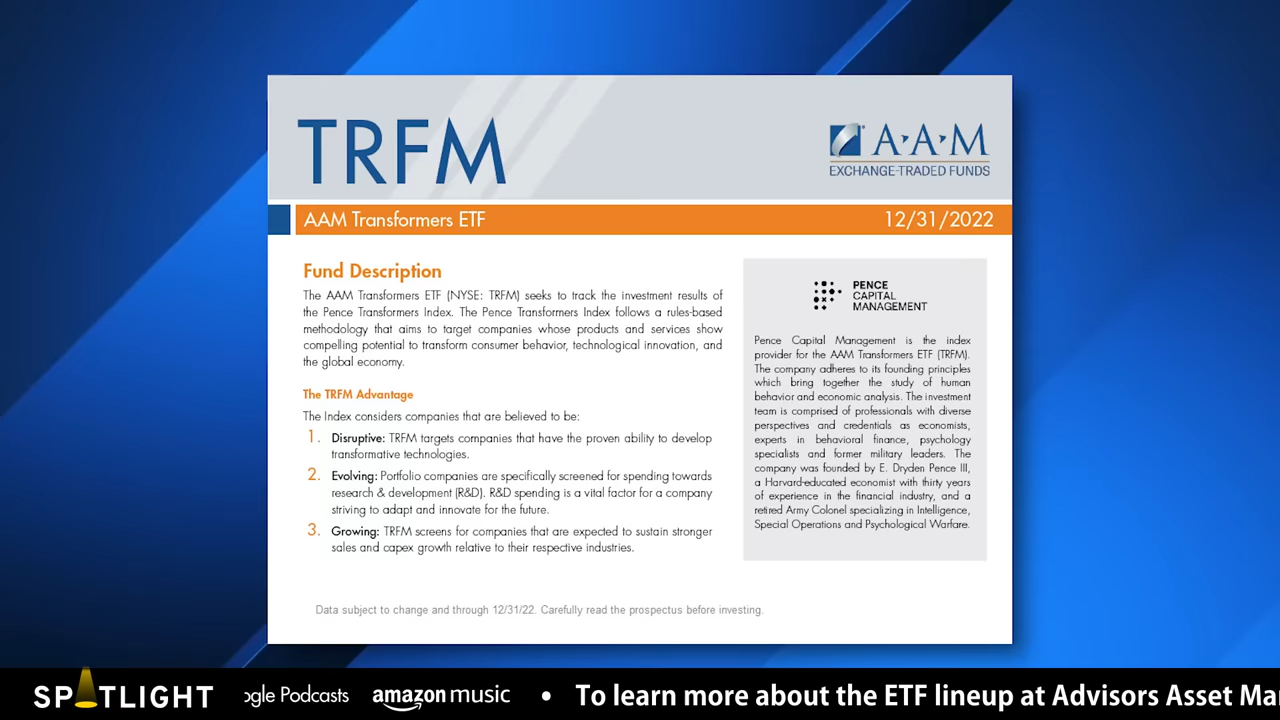 TRFM
A·A·M
EXCHANGE-TRADED FUNDS
AAM Transformers ETF
12/31/2022
Fund Description
The AAM Transformers ETF (NYSE: TRFM) seeks to track the investment results of
the Pence Transformers Index. The Pence Transformers Index follows a rules-based
methodology that aims to target companies whose products and services show
compelling potential to transform consumer behavior, technological innovation, and
the global economy.
The TRFM Advantage
The Index considers companies that are believed to be:
1. Disruptive: TRFM targets companies that have the proven ability to develop
transformative technologies.
2. Evolving: Portfolio companies are specifically screened for spending towards
research & development (R&D). R&D spending is a vital factor for a company
striving to adapt and innovate for the future.
3. Growing: TRFM screens for companies that are expected to sustain stronger
sales and capex growth relative to their respective industries.
PENCE
CAPITAL
MANAGEMENT
Pence Capital Management is the index
provider for the AAM Transformers ETF (TRFM).
The company adheres to its founding principles
which bring together the study of human
behavior and economic analysis. The investment
team is comprised of professionals with diverse
perspectives and credentials as economists,
experts in behavioral finance, psychology
specialists and former military leaders. The
company was founded by E. Dryden Pence III,
a Harvard-educated economist with thirty years
of experience in the financial industry, and a
retired Army Colonel specializing in Intelligence,
Special Operations and Psychological Warfare.
Data subject to change and through 12/31/22. Carefully read the prospectus before investing.
SPOTLIGHT
ogle Podcasts amazon music • To learn more about the ETF lineup at Advisors Asset Ma